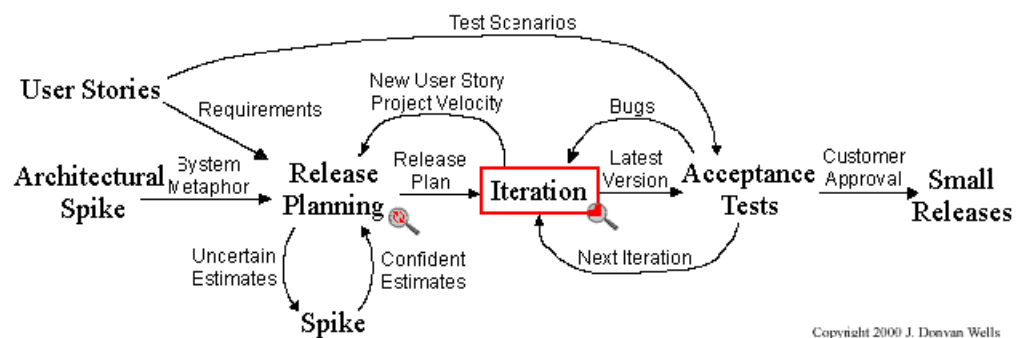 Test Scenarios
User Stories
New User Story
Project Velocity
Bugs
Requirements
System
Metaphor
Architectural
Spike
Release
Planning
Release
Plan
Iteration
Latest
Version
Acceptance
Tests
Customer
Approval
Small
Releases
Uncertain
Estimates
Confident
Estimates
Next Iteration
Spike
Copyright 2000 J. Donvan Wells